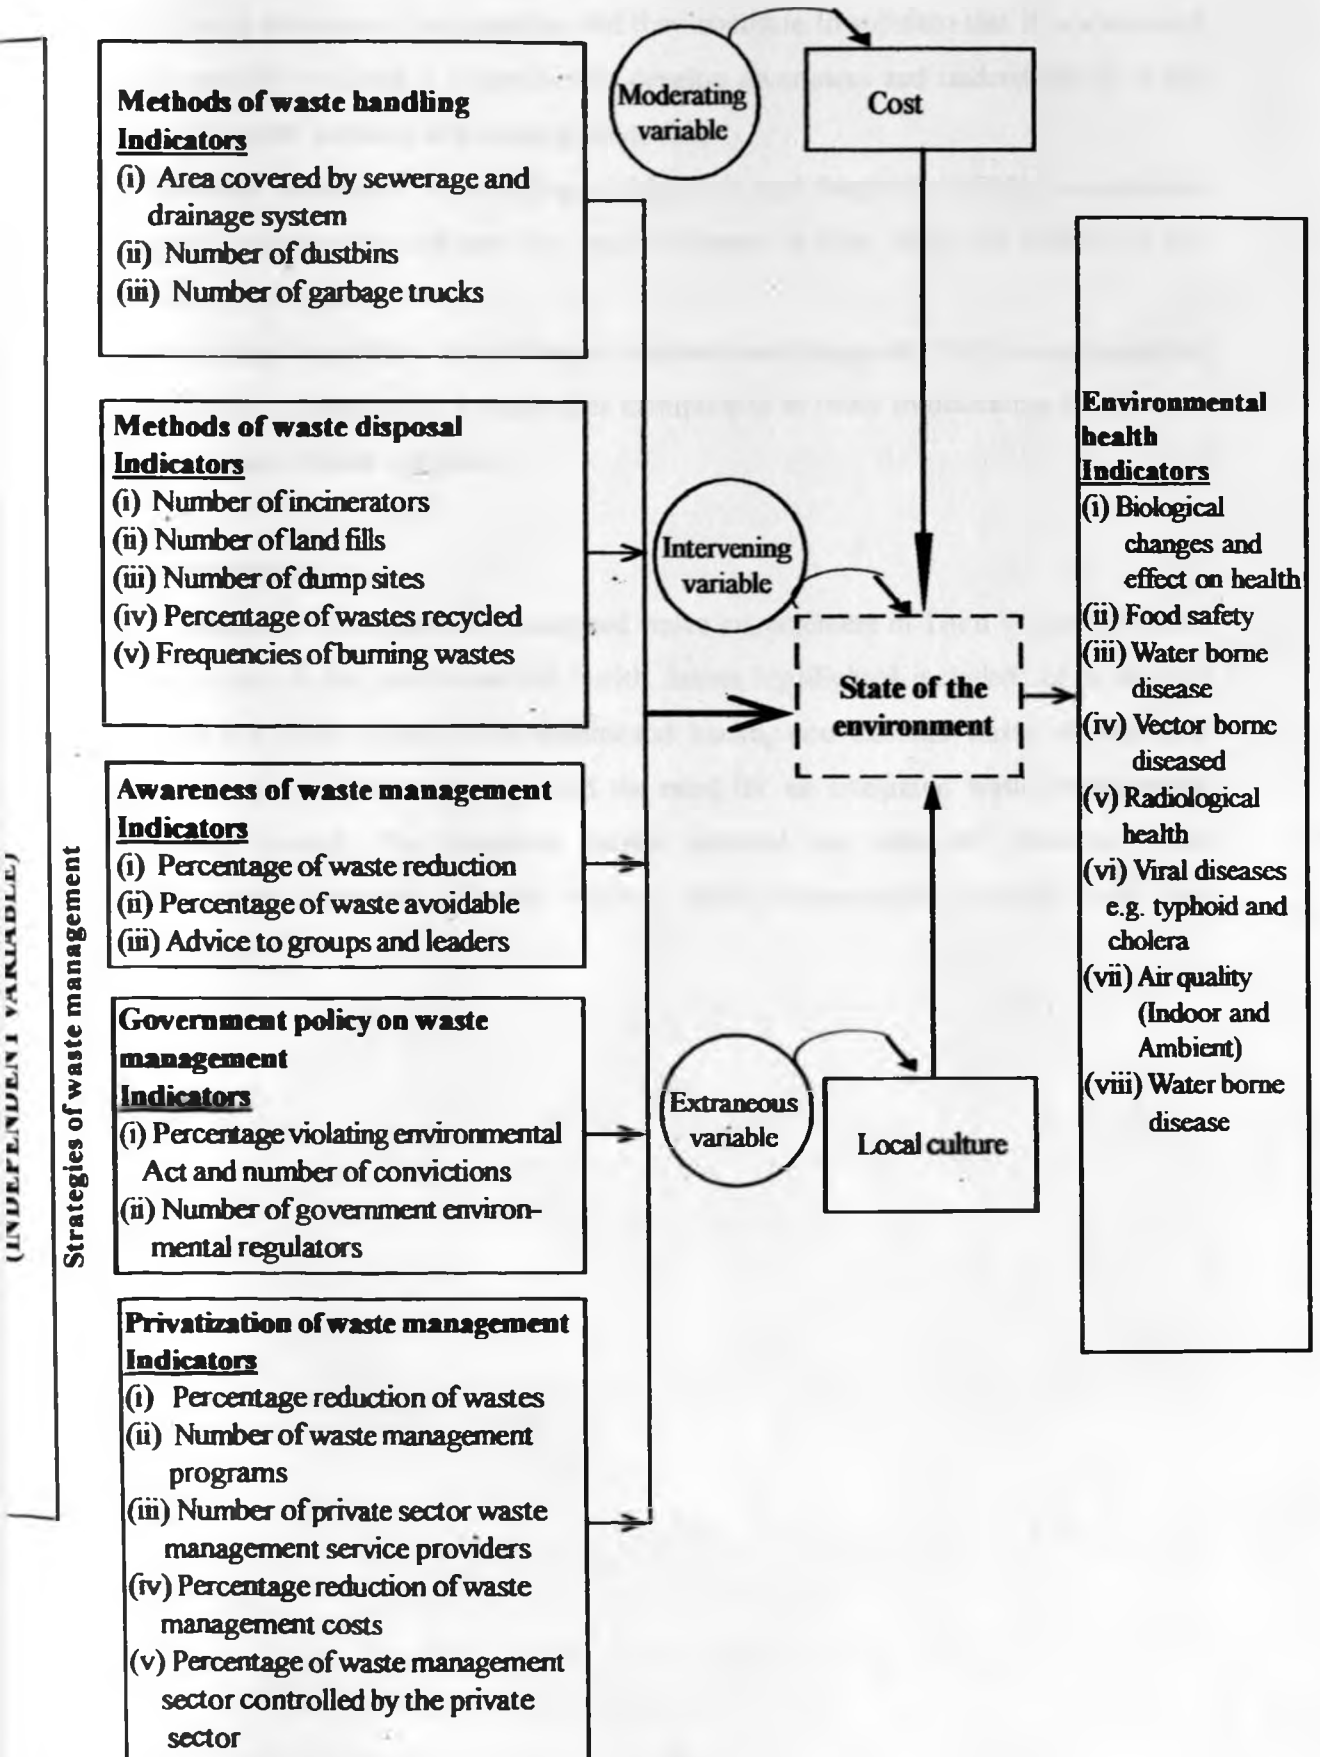 (INDEPENDENT VARIABLE)
Strategies of waste management
Methods of waste handling
Indicators
(i) Area covered by sewerage and
drainage system
(ii) Number of dustbins
(iii) Number of garbage trucks
Methods of waste disposal
Indicators
(i) Number of incinerators
(ii) Number of land fills
(iii) Number of dump sites
(iv) Percentage of wastes recycled
(v) Frequencies of burning wastes
Awareness of waste management
Indicators
(i) Percentage of waste reduction
(ii) Percentage of waste avoidable
(iii) Advice to groups and leaders
Government policy on waste
management
Indicators
(i) Percentage violating environmental
Act and number of convictions
(ii) Number of government environ-
mental regulators
Privatization of waste management
Indicators
(i) Percentage reduction of wastes
(ii) Number of waste management
programs
(iii) Number of private sector waste
management service providers
(iv) Percentage reduction of waste
management costs
(v) Percentage of waste management
sector controlled by the private
sector
Moderating
variable
Cost
Intervening
variable
State of the
environment
Extraneous
variable
Local culture
Environmental
health
Indicators
(i) Biological
changes and
effect on health
(ii) Food safety
(iii) Water borne
disease
(iv) Vector borne
diseased
(v) Radiological
health
(vi) Viral diseases
e.g. typhoid and
cholera
(vii) Air quality
(Indoor and
Ambient)
(viii) Water borne
disease